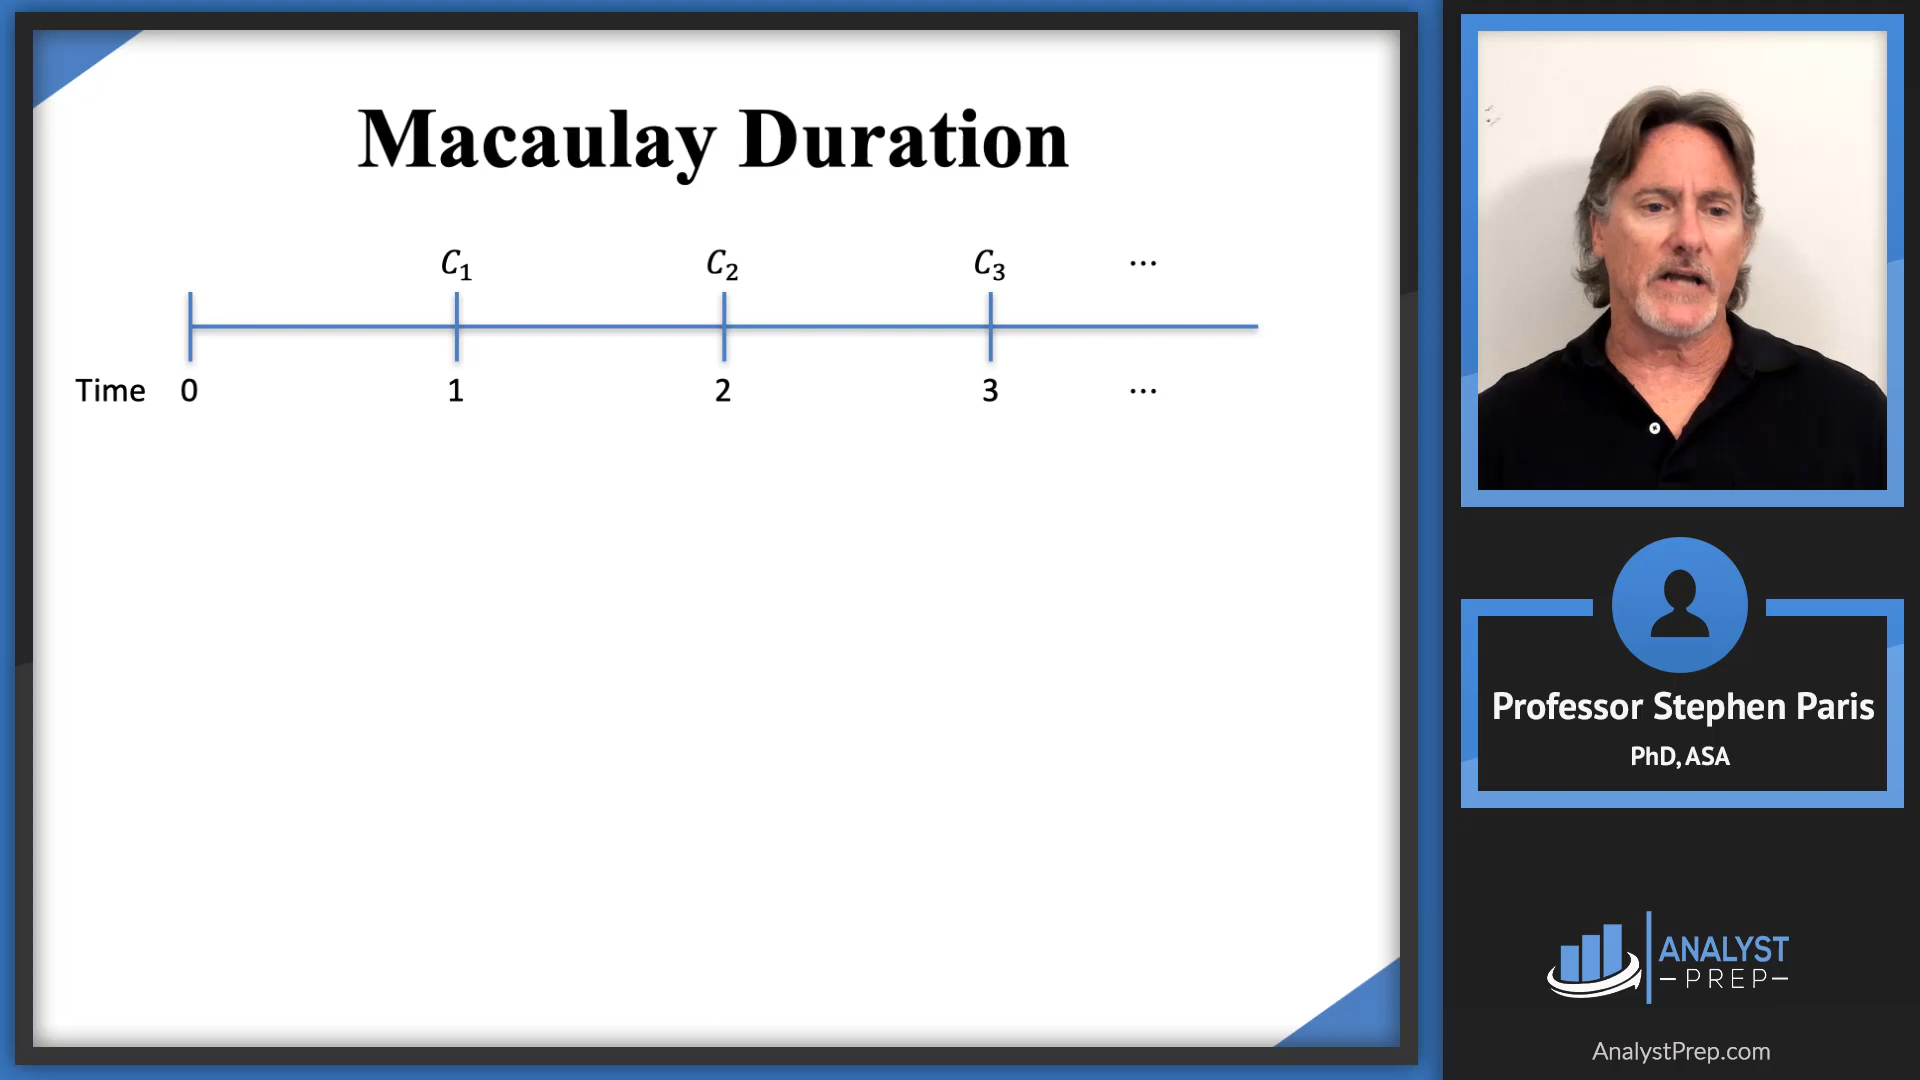 Macaulay Duration
C₁ C₂ C₃ ⋯
Time 0 1 2 3 ⋯
Professor Stephen Paris
PhD, ASA
ANALYST
PREP
AnalystPrep.com